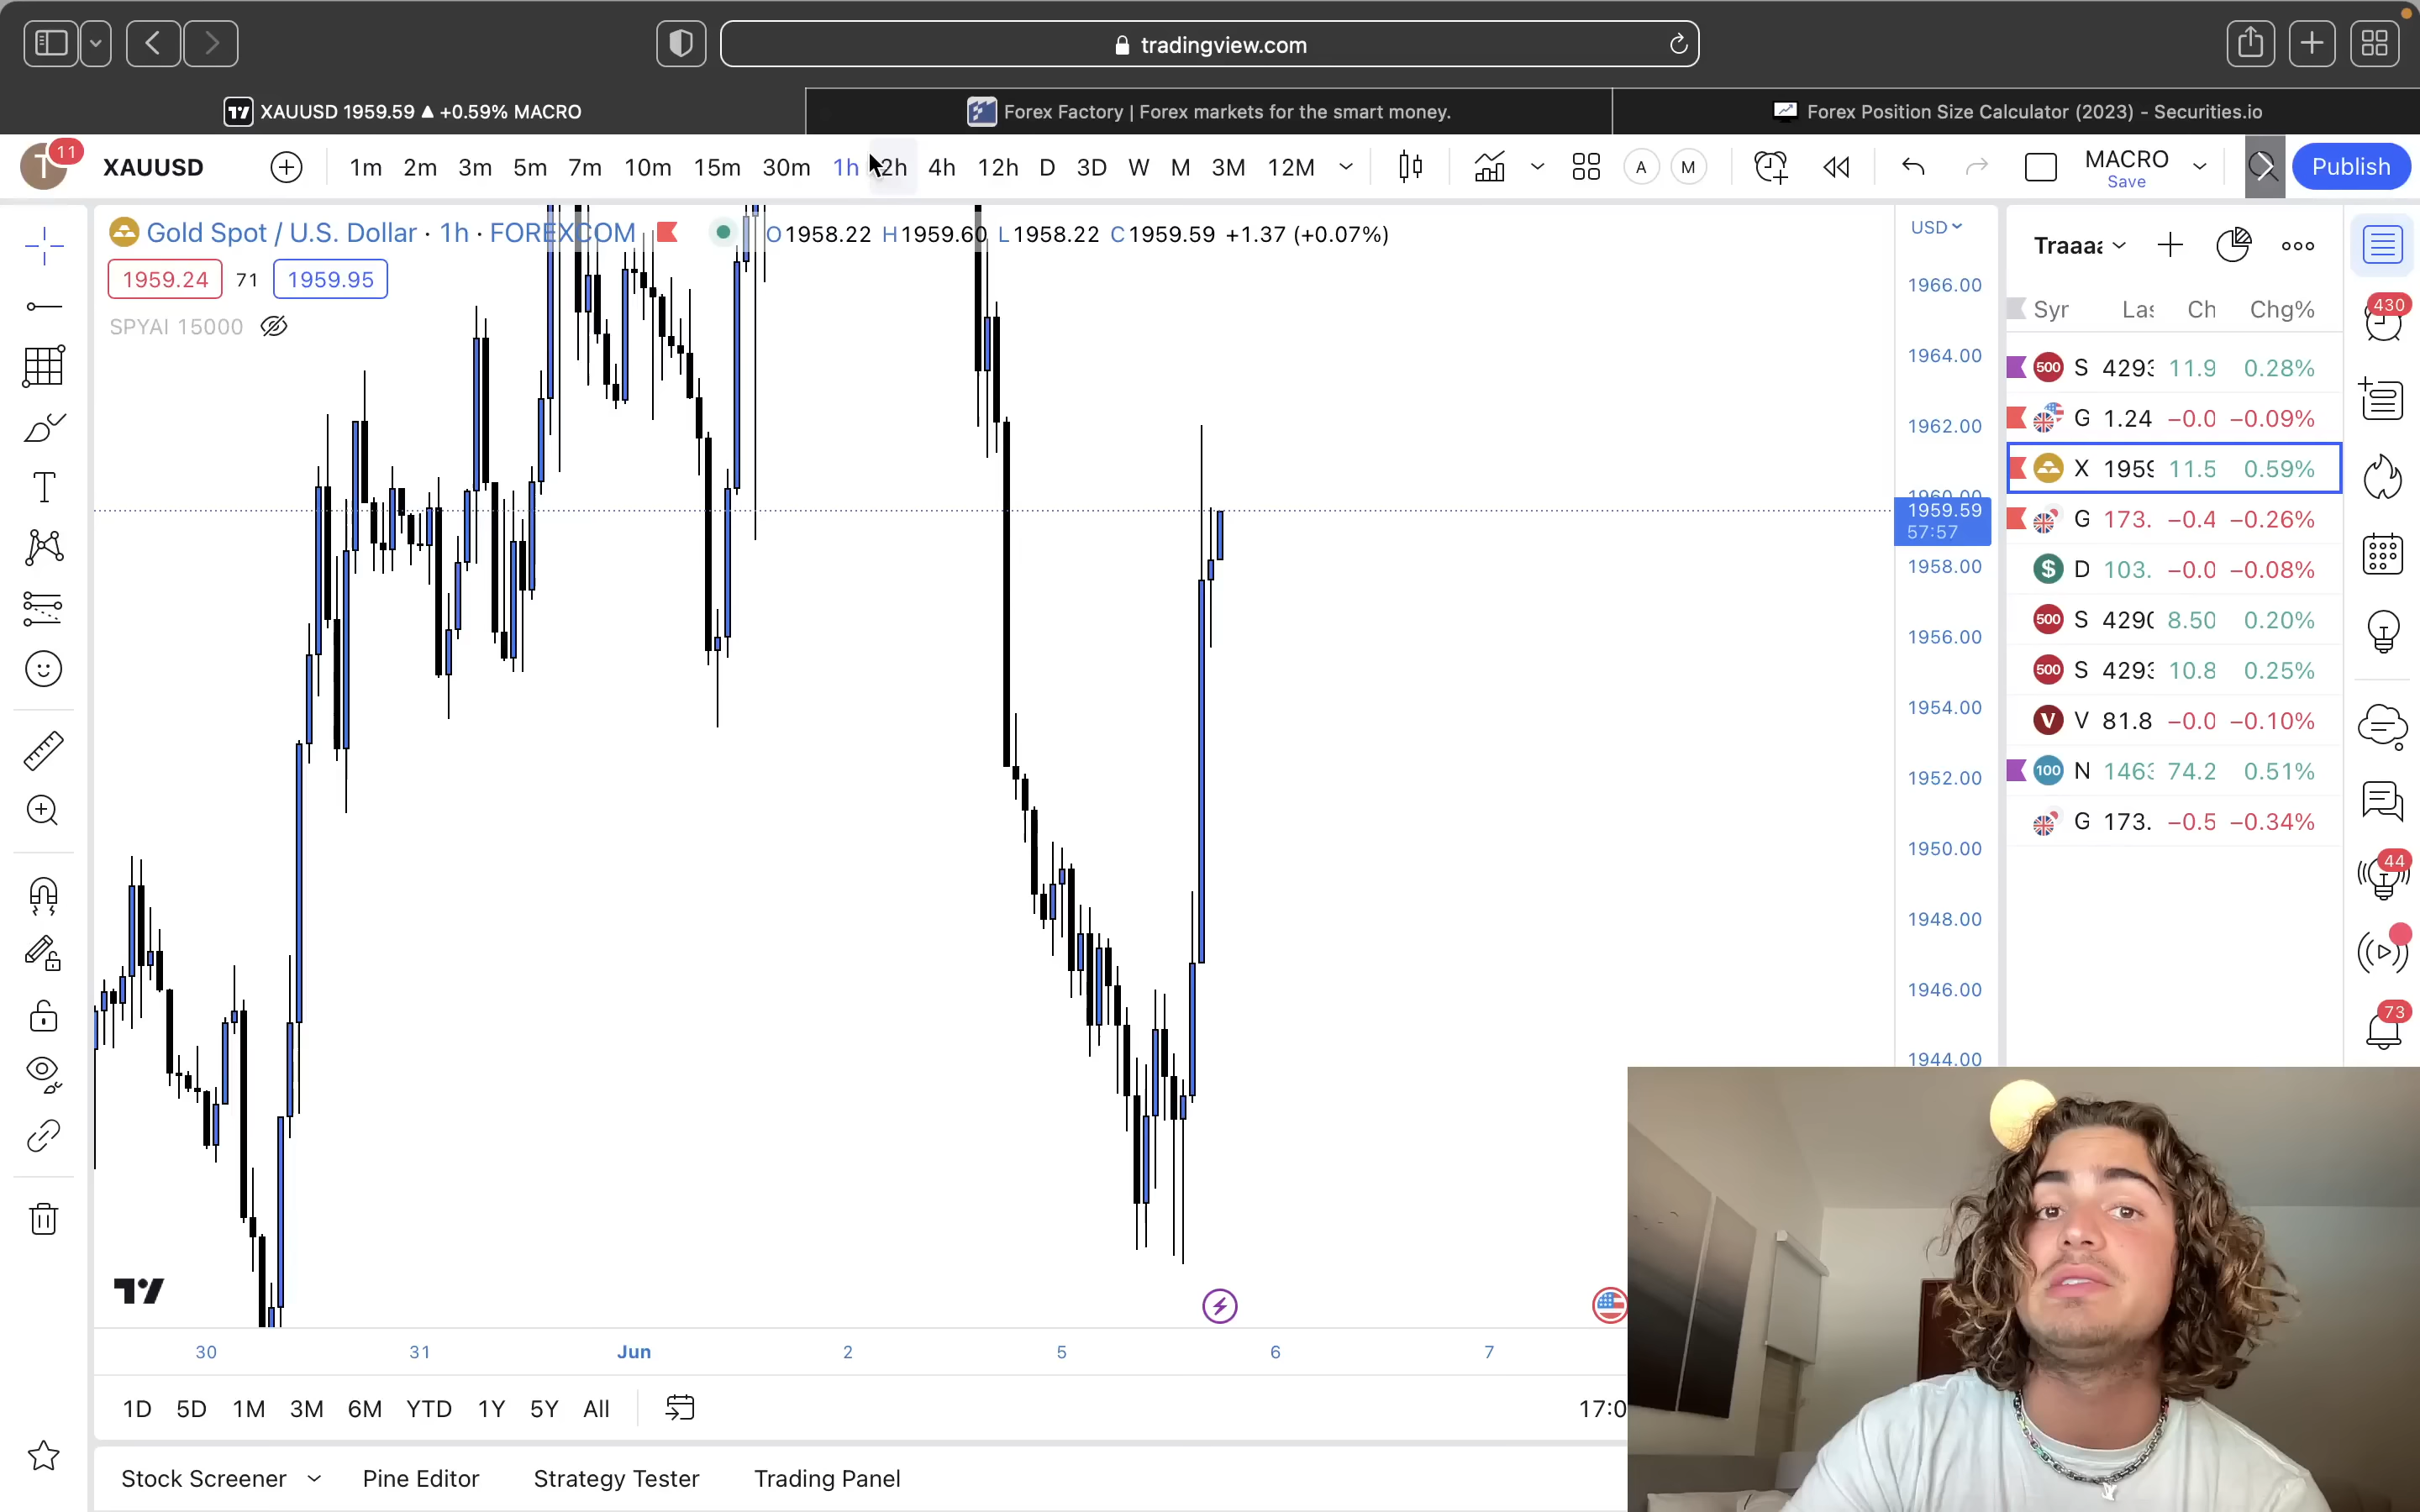 tradingview.com
XAUUSD 1959.59 ▲ +0.59% MACRO
Forex Factory | Forex markets for the smart money.
Forex Position Size Calculator (2023) - Securities.io
T
11
XAUUSD
1m 2m 3m 5m 7m 10m 15m 30m 1h 2h 4h 12h D 3D W M 3M 12M
A
M
MACRO
Save
Publish
Gold Spot / U.S. Dollar · 1h · FOREXCOM
O1958.22 H1959.60 L1958.22 C1959.59 +1.37 (+0.07%)
1959.24 71 1959.95
SPYAI 15000
USD
1966.00
1964.00
1962.00
1960.00
1959.59
57:57
1958.00
1956.00
1954.00
1952.00
1950.00
1948.00
1946.00
1944.00
Traaa
Syr Las Ch Chg%
500 S 4293 11.9 0.28%
G 1.24 −0.0 −0.09%
X 1959 11.5 0.59%
G 173. −0.4 −0.26%
$ D 103. −0.0 −0.08%
500 S 4290 8.50 0.20%
500 S 4293 10.8 0.25%
V V 81.8 −0.0 −0.10%
100 N 1463 74.2 0.51%
G 173. −0.5 −0.34%
430
44
73
30 31 Jun 2 5 6 7
1D 5D 1M 3M 6M YTD 1Y 5Y All
17:0
Stock Screener Pine Editor Strategy Tester Trading Panel